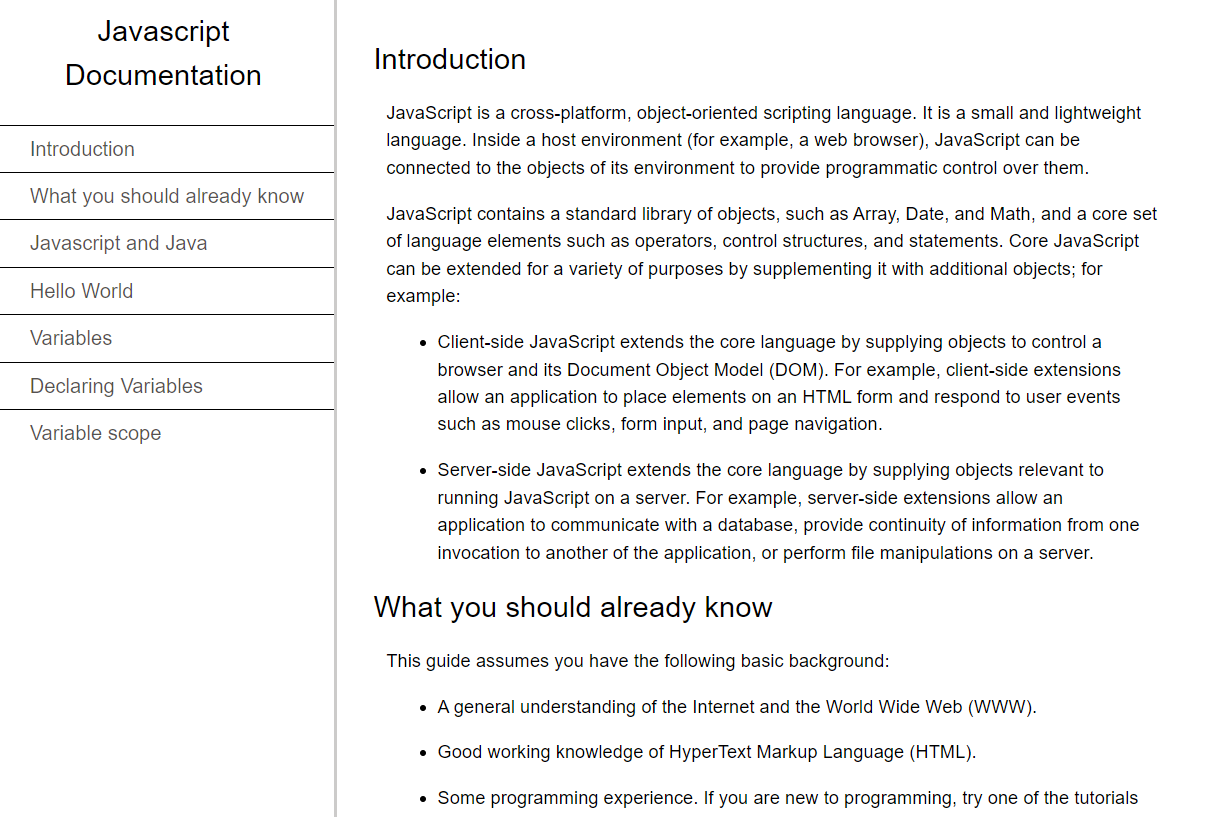 Javascript
Documentation
Introduction
What you should already know
Javascript and Java
Hello World
Variables
Declaring Variables
Variable scope
Introduction
JavaScript is a cross-platform, object-oriented scripting language. It is a small and lightweight
language. Inside a host environment (for example, a web browser), JavaScript can be
connected to the objects of its environment to provide programmatic control over them.
JavaScript contains a standard library of objects, such as Array, Date, and Math, and a core set
of language elements such as operators, control structures, and statements. Core JavaScript
can be extended for a variety of purposes by supplementing it with additional objects; for
example:
• Client-side JavaScript extends the core language by supplying objects to control a
browser and its Document Object Model (DOM). For example, client-side extensions
allow an application to place elements on an HTML form and respond to user events
such as mouse clicks, form input, and page navigation.
• Server-side JavaScript extends the core language by supplying objects relevant to
running JavaScript on a server. For example, server-side extensions allow an
application to communicate with a database, provide continuity of information from one
invocation to another of the application, or perform file manipulations on a server.
What you should already know
This guide assumes you have the following basic background:
• A general understanding of the Internet and the World Wide Web (WWW).
• Good working knowledge of HyperText Markup Language (HTML).
• Some programming experience. If you are new to programming, try one of the tutorials